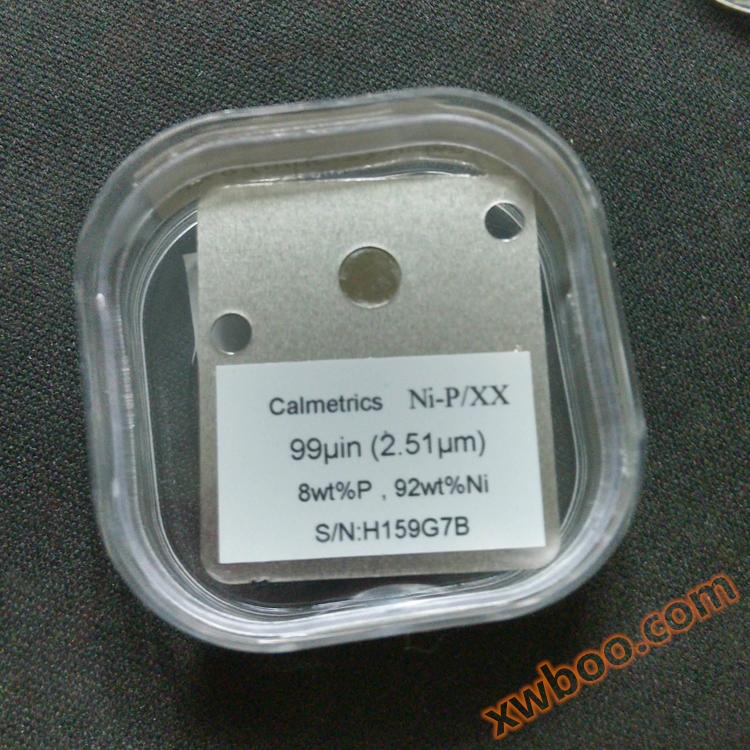 Calmetrics Ni-P/XX
99µin (2.51µm)
8wt%P , 92wt%Ni
S/N:H159G7B
xwboo.com